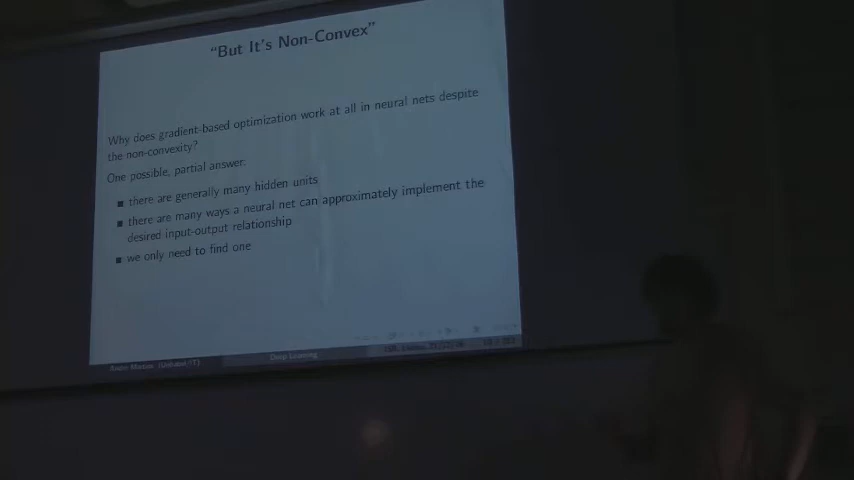 “But It's Non-Convex”
Why does gradient-based optimization work at all in neural nets despite
the non-convexity?
One possible, partial answer:
■ there are generally many hidden units
■ there are many ways a neural net can approximately implement the
desired input-output relationship
■ we only need to find one
Deep Learning